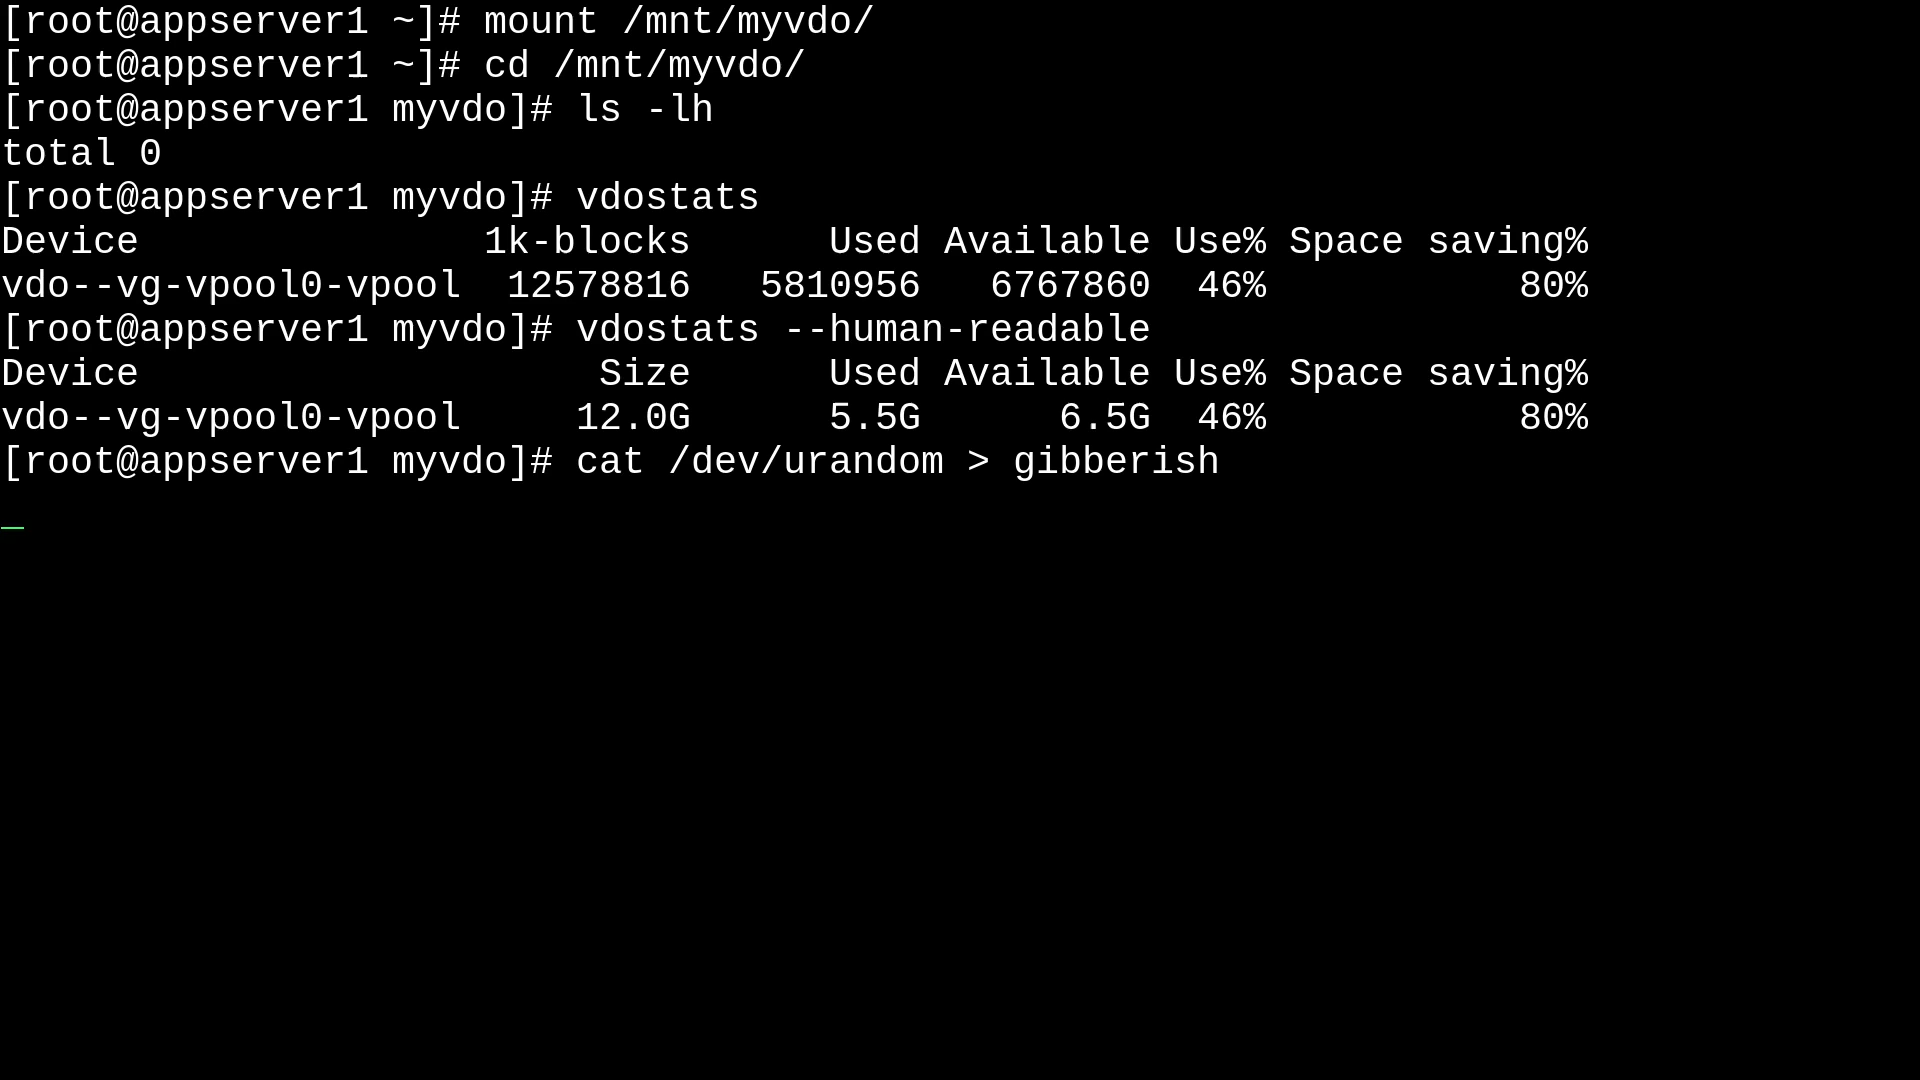 [root@appserver1 ~]# mount /mnt/myvdo/
[root@appserver1 ~]# cd /mnt/myvdo/
[root@appserver1 myvdo]# ls -lh
total 0
[root@appserver1 myvdo]# vdostats
Device               1k-blocks      Used Available Use% Space saving%
vdo--vg-vpool0-vpool  12578816   5810956   6767860  46%           80%
[root@appserver1 myvdo]# vdostats --human-readable
Device                    Size      Used Available Use% Space saving%
vdo--vg-vpool0-vpool     12.0G      5.5G      6.5G  46%           80%
[root@appserver1 myvdo]# cat /dev/urandom > gibberish